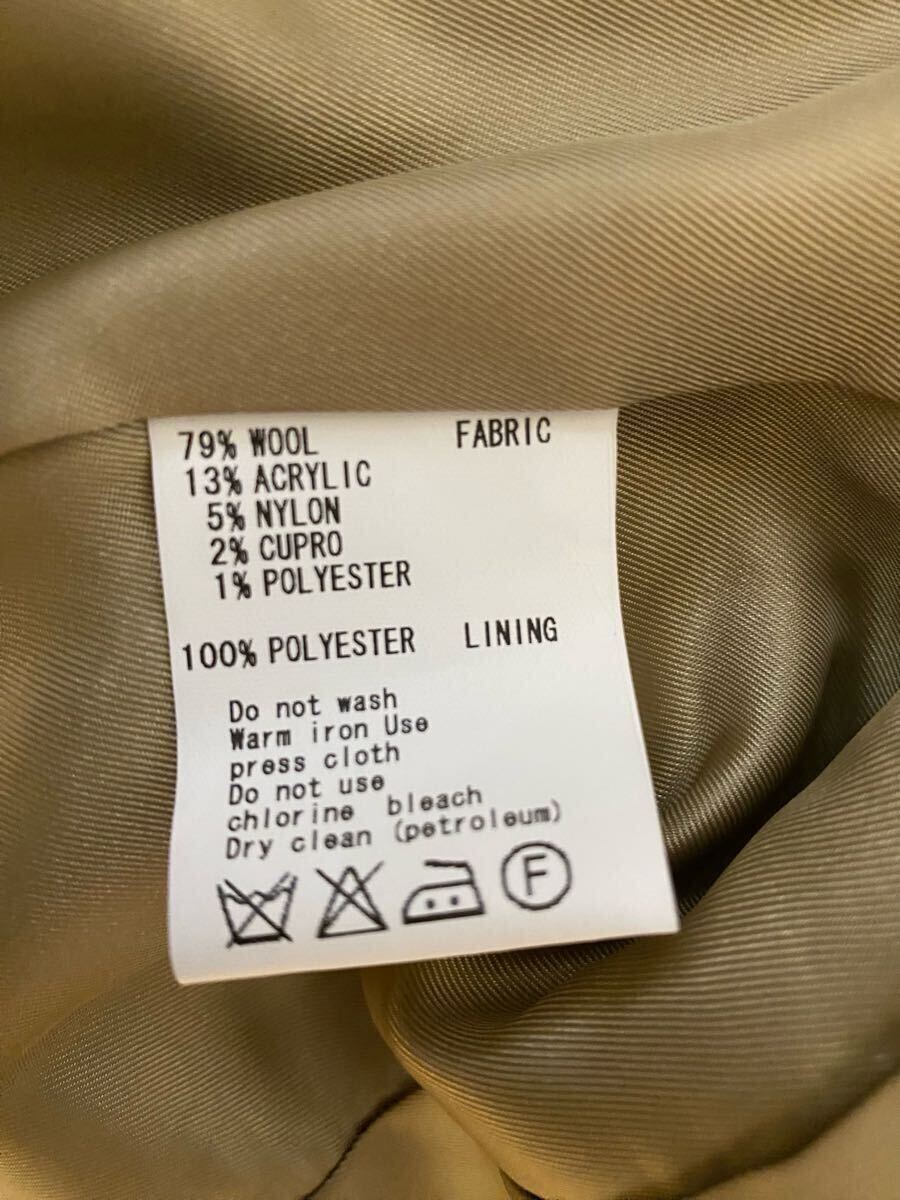 79% WOOL FABRIC
13% ACRYLIC
5% NYLON
2% CUPRO
1% POLYESTER
100% POLYESTER LINING
Do not wash
Warm iron Use
press cloth
Do not use
chlorine bleach
Dry clean (petroleum)
F